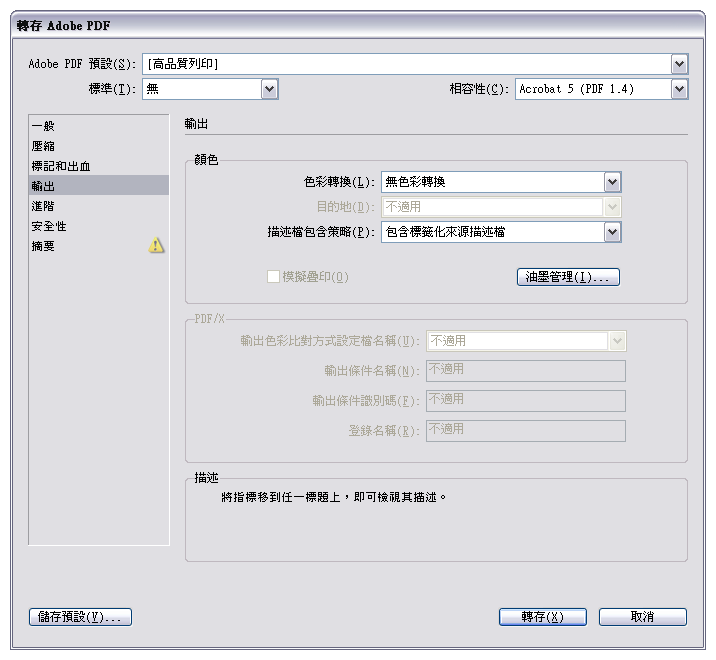 轉存 Adobe PDF
Adobe PDF 預設(S): [高品質列印]
標準(T): 無
相容性(C): Acrobat 5 (PDF 1.4)
一般
壓縮
標記和出血
輸出
進階
安全性
摘要
輸出
顏色
色彩轉換(L): 無色彩轉換
目的地(D): 不適用
描述檔包含策略(P): 包含標籤化來源描述檔
模擬疊印(O)
油墨管理(I)...
PDF/X
輸出色彩比對方式設定檔名稱(U): 不適用
輸出條件名稱(N): 不適用
輸出條件識別碼(F): 不適用
登錄名稱(R): 不適用
描述
將指標移到任一標題上，即可檢視其描述。
儲存預設(V)...
轉存(X)
取消